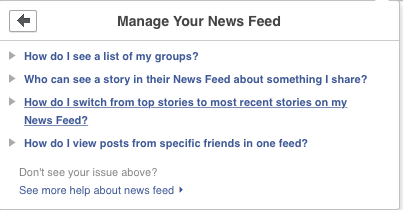 Manage Your News Feed
How do I see a list of my groups?
Who can see a story in their News Feed about something I share?
How do I switch from top stories to most recent stories on my
News Feed?
How do I view posts from specific friends in one feed?
Don't see your issue above?
See more help about news feed